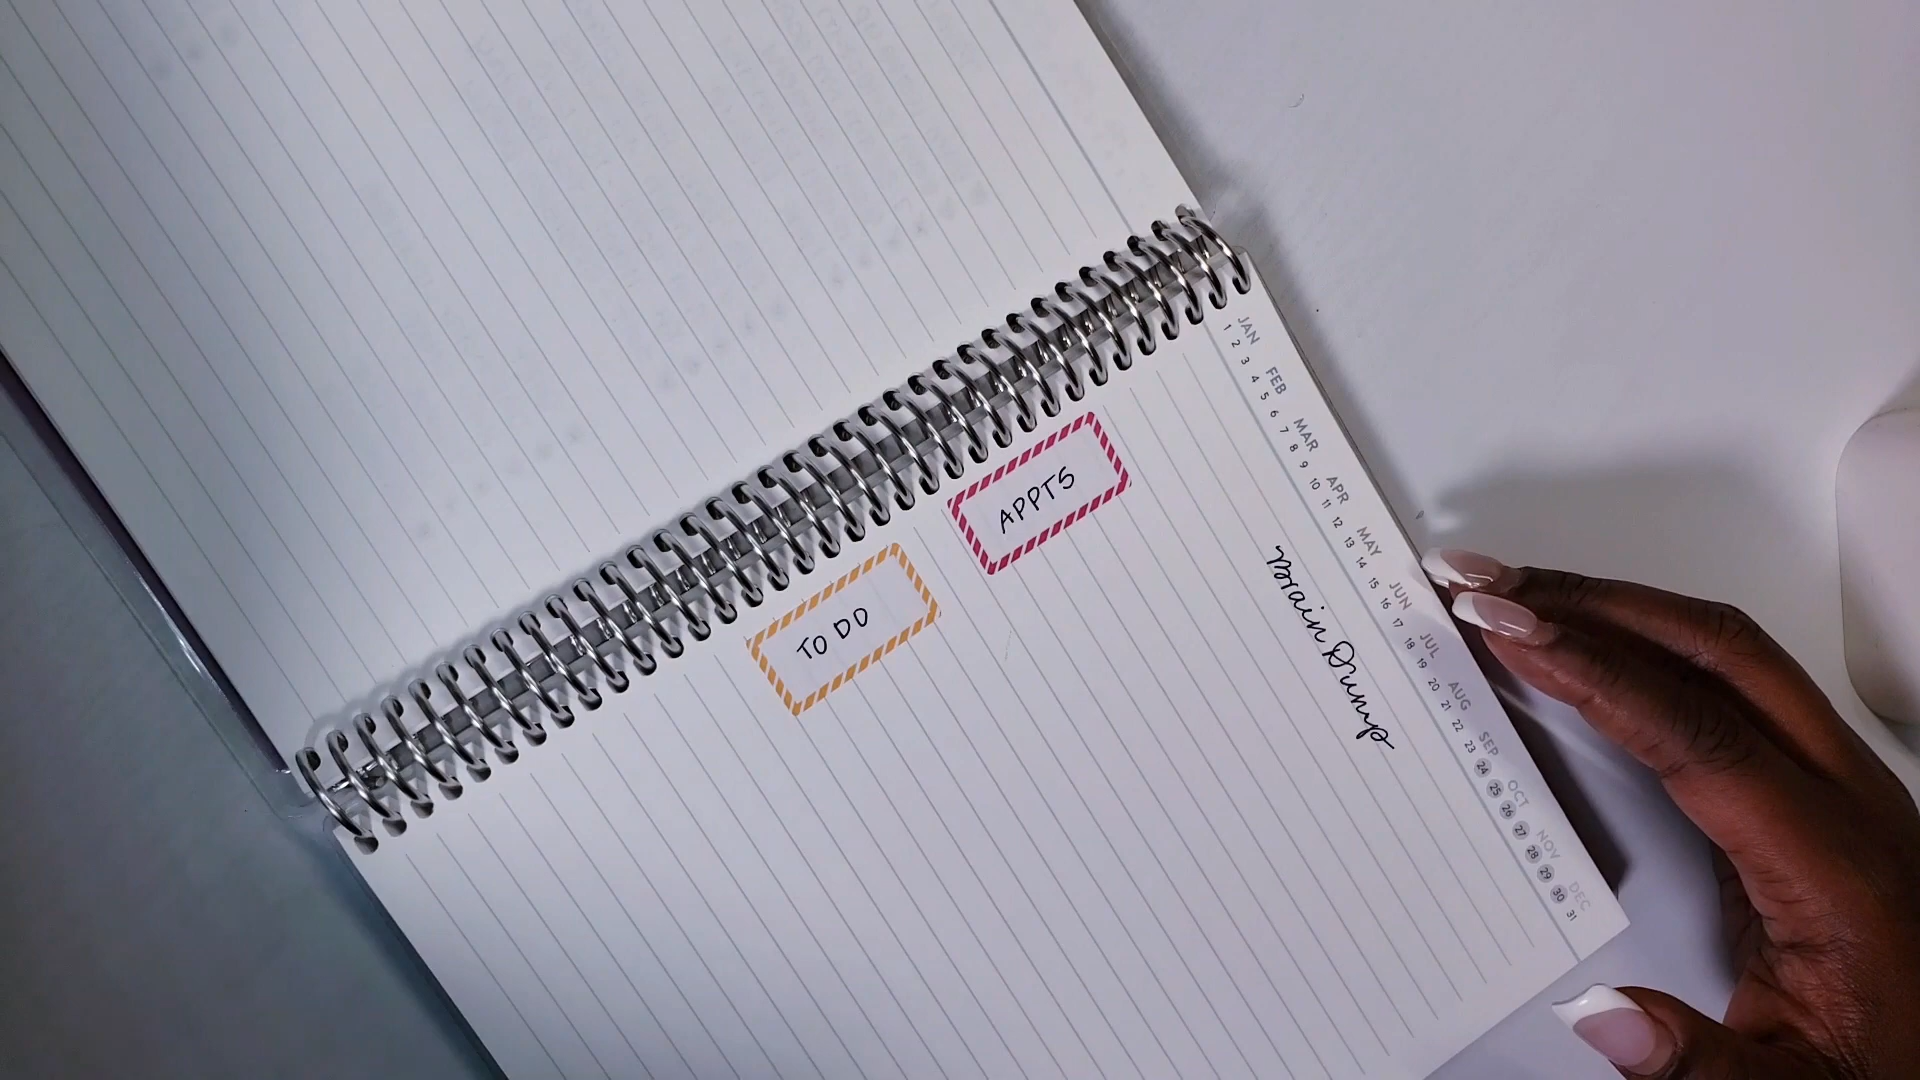 JAN FEB MAR APR MAY JUN JUL AUG SEP OCT NOV DEC
1 2 3 4 5 6 7 8 9 10 11 12 13 14 15 16 17 18 19 20 21 22 23 24 25 26 27 28 29 30 31
Brain Dump
APPTS
TO DO